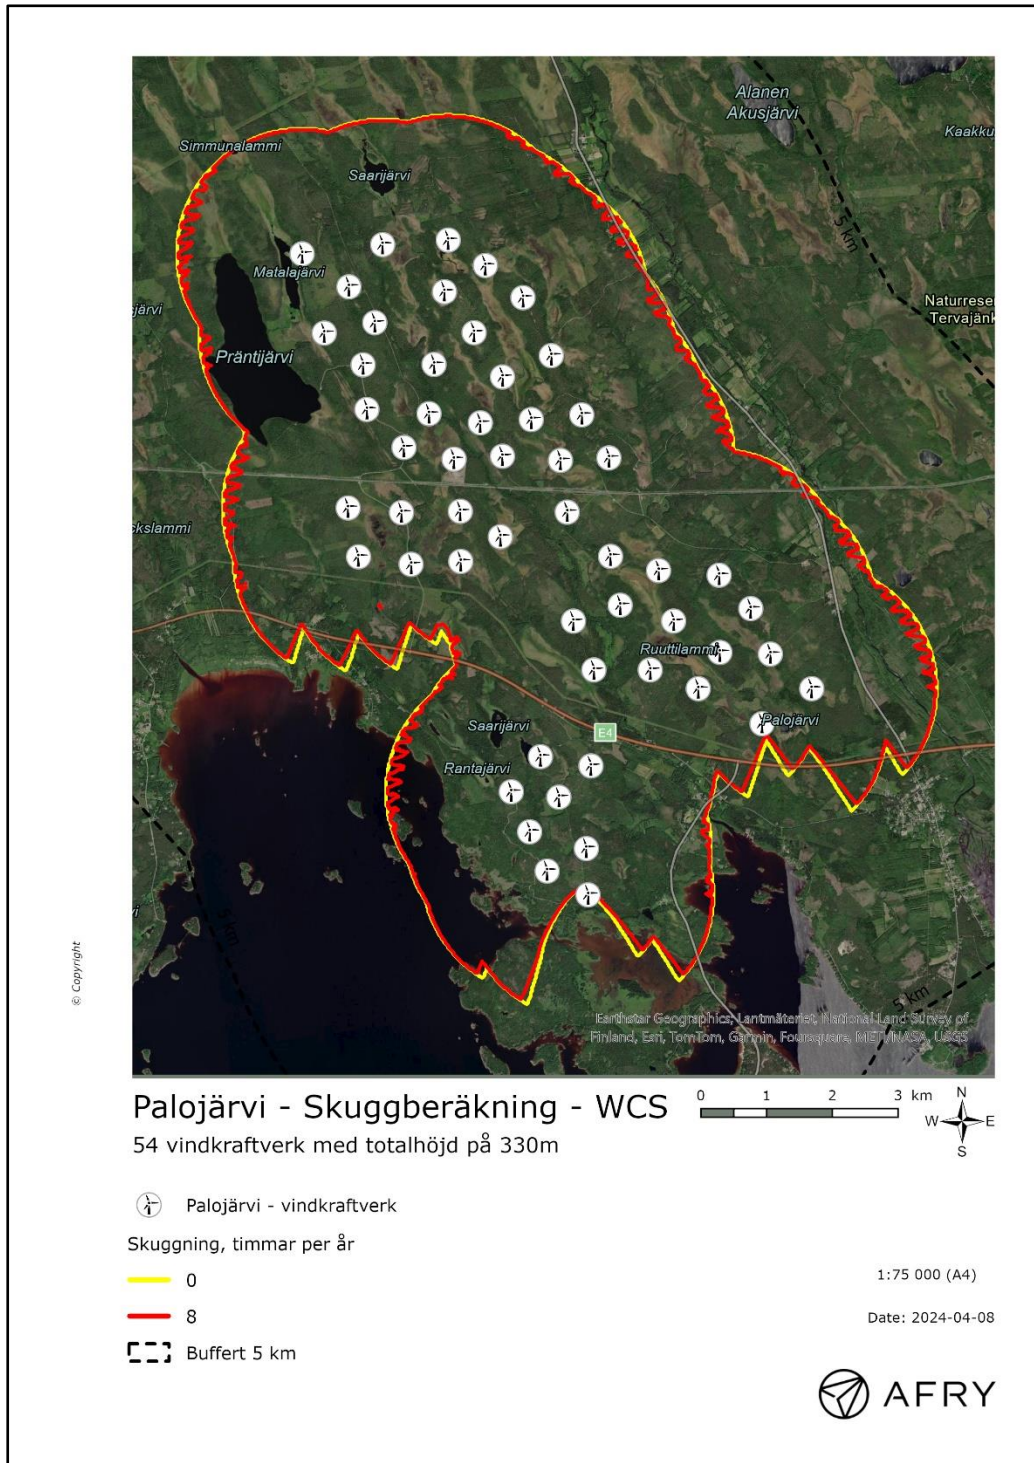 Alanen
Akusjärvi
Kaakku
Simmunalammi
Saarijärvi
5 km
Matalajärvi
Naturreser
Tervajänk
järvi
Präntijärvi
ckslammi
Ruuttilammi
Palojärvi
Saarijärvi
E4
Rantajärvi
5 km
5 km
© Copyright
Earthstar Geographics, Lantmäteriet, National Land Survey of
Finland, Esri, TomTom, Garmin, Foursquare, METI/NASA, USGS
Palojärvi - Skuggberäkning - WCS
54 vindkraftverk med totalhöjd på 330m
0 1 2 3 km
N
W E
S
Palojärvi - vindkraftverk
Skuggning, timmar per år
0
8
Buffert 5 km
1:75 000 (A4)
Date: 2024-04-08
AFRY